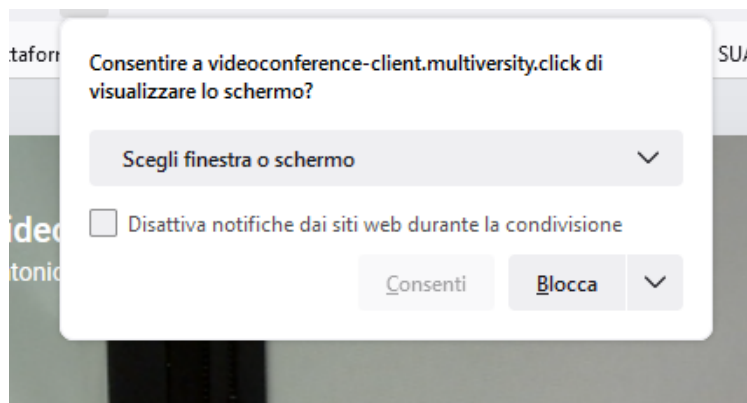 Consentire a videoconference-client.multiversity.click di
visualizzare lo schermo?
Scegli finestra o schermo
Disattiva notifiche dai siti web durante la condivisione
Consenti
Blocca